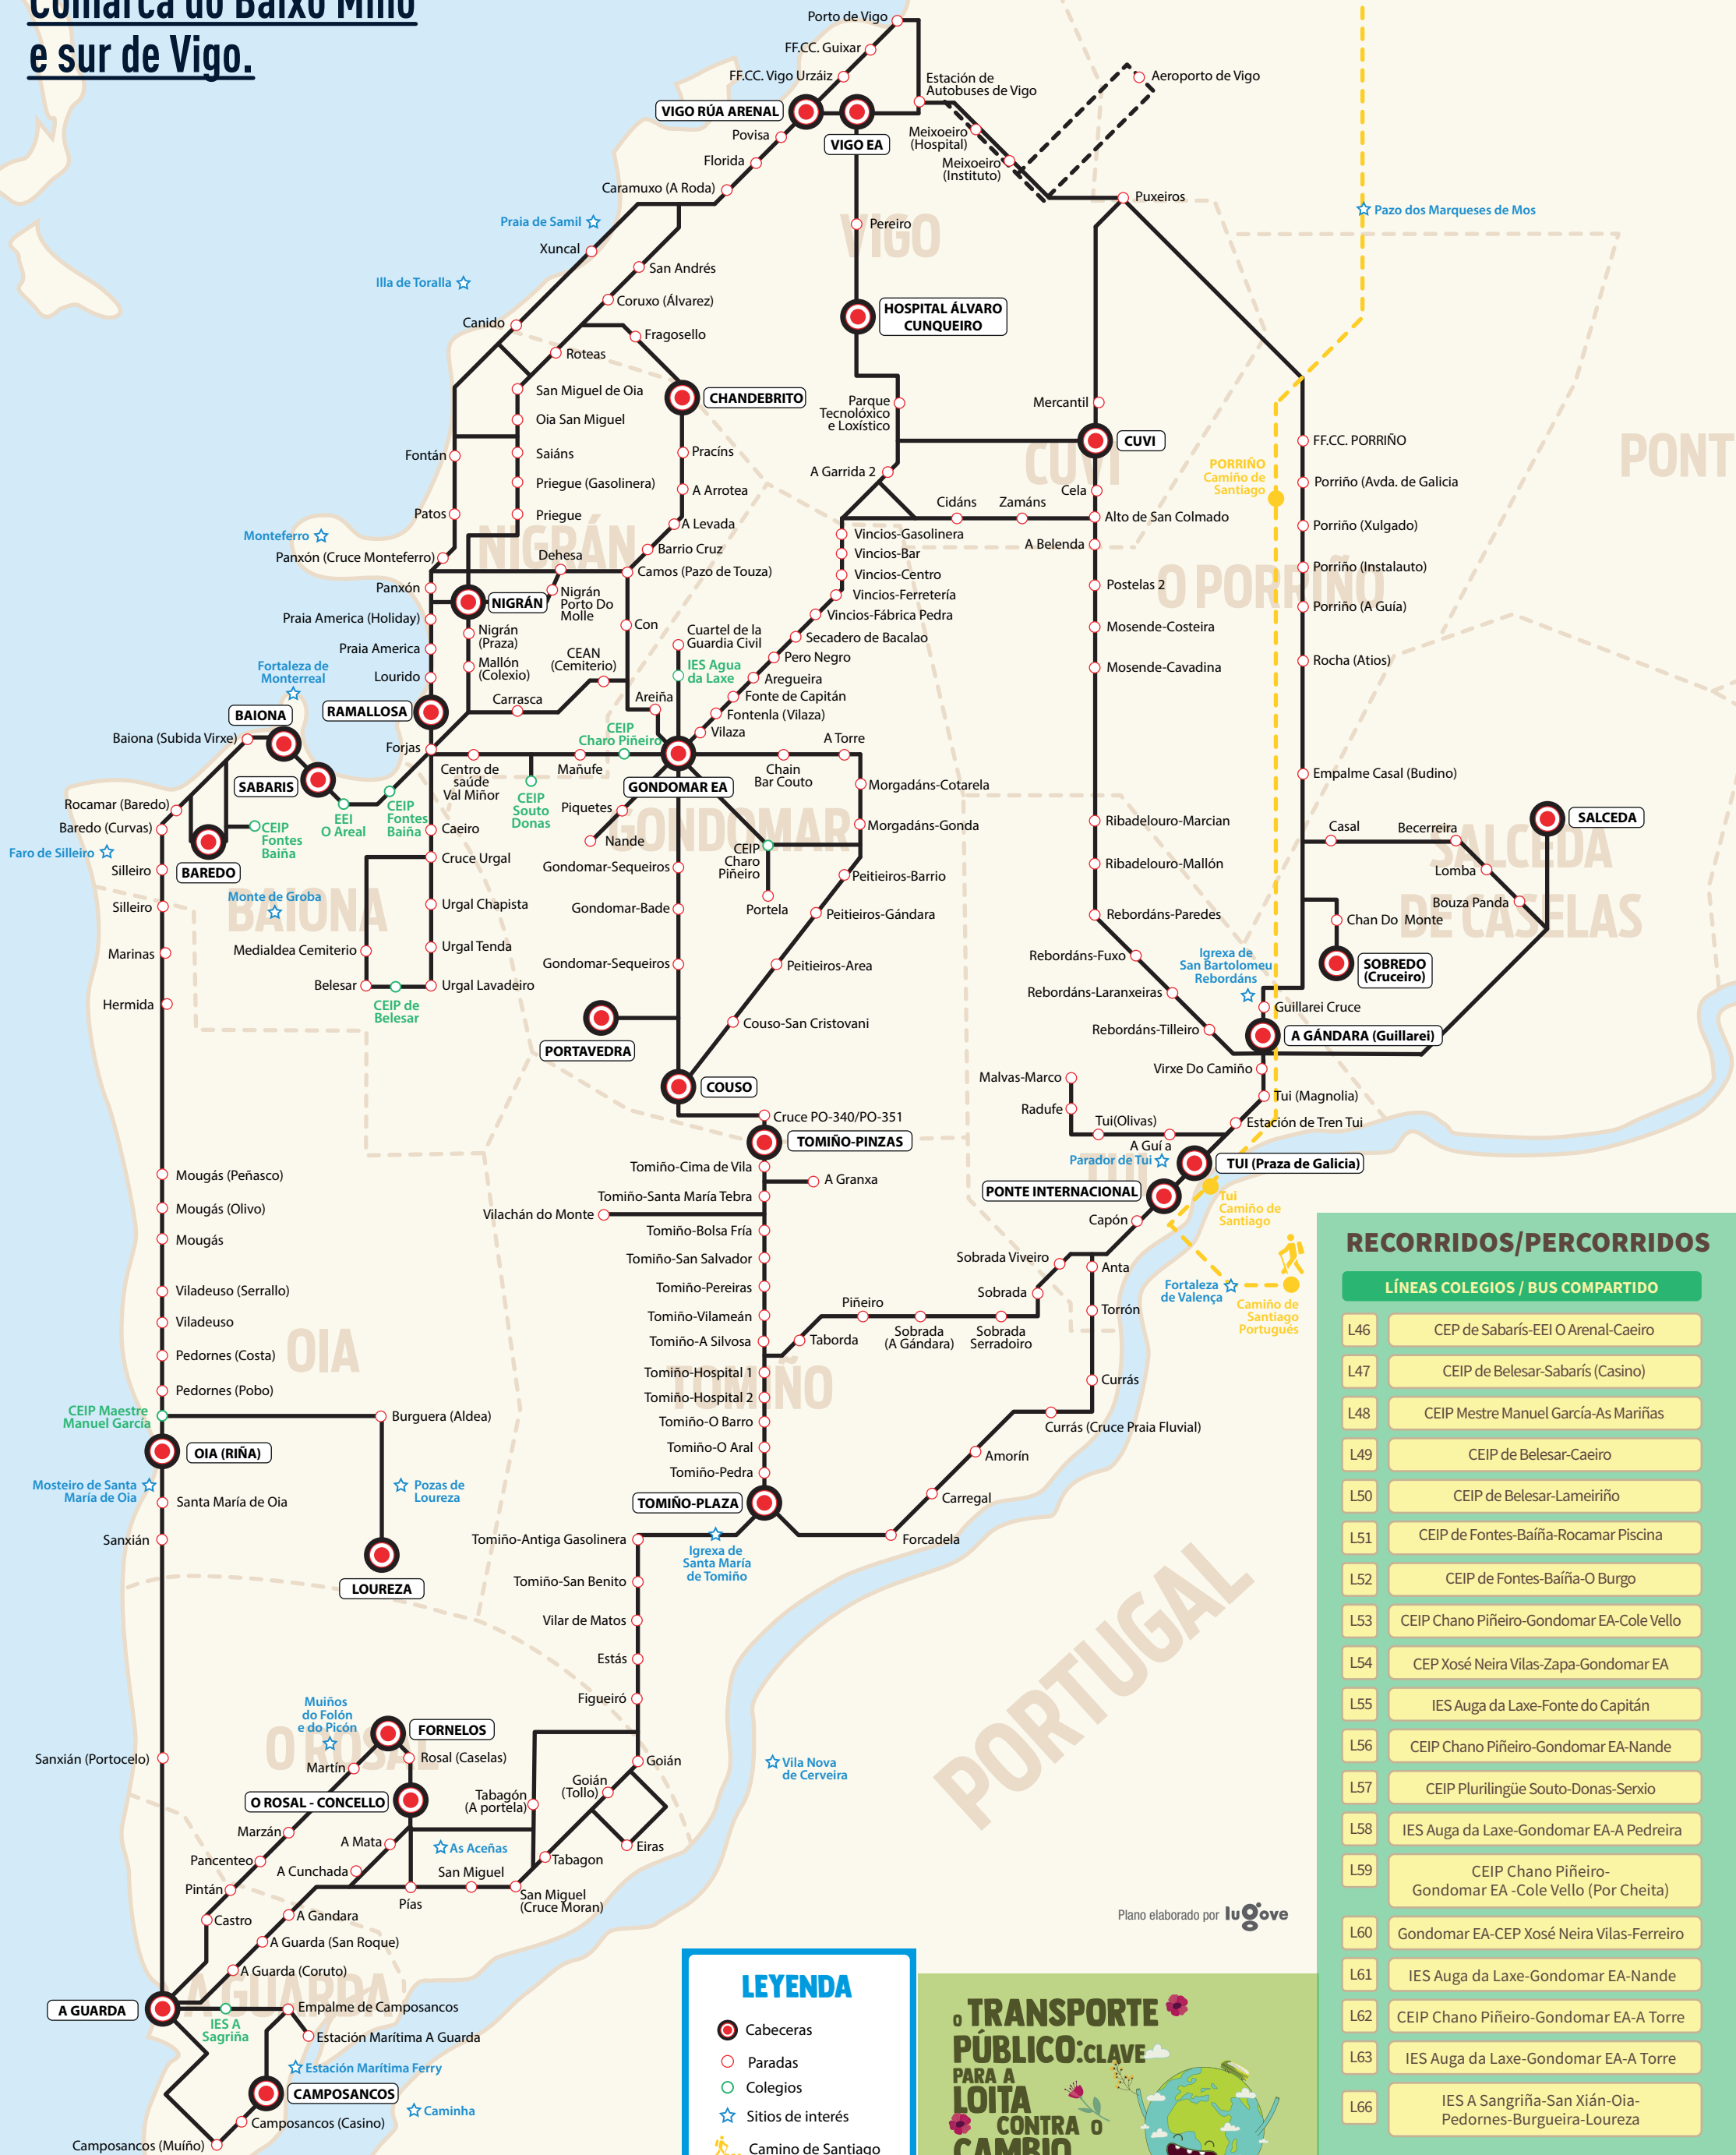 Comarca do Baixo Miño
e sur de Vigo.
Porto de Vigo
FF.CC. Guixar
FF.CC. Vigo Urzáiz
VIGO RÚA ARENAL
VIGO EA
Estación de
Autobuses de Vigo
Aeroporto de Vigo
Meixoeiro
(Hospital)
Meixoeiro
(Instituto)
Puxeiros
Pazo dos Marqueses de Mos
Povisa
Florida
Caramuxo (A Roda)
Praia de Samil
Xuncal
Illa de Toralla
Canido
San Andrés
Coruxo (Álvarez)
Fragosello
Roteas
San Miguel de Oia
Oia San Miguel
CHANDEBRITO
VIGO
Pereiro
HOSPITAL ÁLVARO
CUNQUEIRO
Parque
Tecnolóxico
e Loxístico
Mercantil
CUVI
CUVI
PONT
A Garrida 2
Cela
Cidáns
Zamáns
Alto de San Colmado
A Belenda
Postelas 2
Mosende-Costeira
Mosende-Cavadina
Ribadelouro-Marcian
Ribadelouro-Mallón
Rebordáns-Paredes
Rebordáns-Fuxo
Rebordáns-Laranxeiras
Rebordáns-Tilleiro
PORRIÑO
Camiño de
Santiago
O PORRIÑO
FF.CC. PORRIÑO
Porriño (Avda. de Galicia
Porriño (Xulgado)
Porriño (Instalauto)
Porriño (A Guía)
Rocha (Atios)
Empalme Casal (Budino)
Casal
Becerreira
Lomba
Bouza Panda
SALCEDA
SALCEDA
DE CASELAS
Chan Do Monte
SOBREDO
(Cruceiro)
Igrexa de
San Bartolomeu
Rebordáns
Guillarei Cruce
A GÁNDARA (Guillarei)
Virxe Do Camiño
Tui (Magnolia)
Estación de Tren Tui
Malvas-Marco
Radufe
Tui(Olivas)
A Guí a
Parador de Tui
TUI
TUI (Praza de Galicia)
PONTE INTERNACIONAL
Tui
Camiño de
Santiago
Capón
Fontán
Saiáns
Priegue (Gasolinera)
Patos
Priegue
Monteferro
Panxón (Cruce Monteferro)
NIGRÁN
Pracíns
A Arrotea
A Levada
Barrio Cruz
Dehesa
Camos (Pazo de Touza)
Panxón
NIGRÁN
Nigrán
Porto Do
Molle
Praia America (Holiday)
Nigrán
(Praza)
Con
Praia America
Mallón
(Colexio)
CEAN
(Cemiterio)
Lourido
Carrasca
Areiña
Cuartel de la
Guardia Civil
IES Agua
da Laxe
Vincios-Gasolinera
Vincios-Bar
Vincios-Centro
Vincios-Ferretería
Vincios-Fábrica Pedra
Secadero de Bacalao
Pero Negro
Aregueira
Fonte de Capitán
Fontenla (Vilaza)
Vilaza
Fortaleza de
Monterreal
BAIONA
RAMALLOSA
Baiona (Subida Virxe)
Forjas
SABARIS
CEIP
Charo Piñeiro
A Torre
Centro de
saúde
Val Miñor
Mañufe
GONDOMAR EA
Chain
Bar Couto
Morgadáns-Cotarela
CEIP
Souto
Donas
Piquetes
Nande
GONDOMAR
Morgadáns-Gonda
CEIP
Charo
Piñeiro
Portela
Peitieiros-Barrio
Peitieiros-Gándara
Peitieiros-Area
Couso-San Cristovani
Gondomar-Sequeiros
Gondomar-Bade
Gondomar-Sequeiros
PORTAVEDRA
COUSO
Rocamar (Baredo)
Baredo (Curvas)
Faro de Silleiro
BAREDO
CEIP
Fontes
Baiña
EEI
O Areal
CEIP
Fontes
Baiña
Silleiro
Silleiro
Monte de Groba
BAIONA
Caeiro
Cruce Urgal
Urgal Chapista
Urgal Tenda
Urgal Lavadeiro
Medialdea Cemiterio
Belesar
CEIP de
Belesar
Marinas
Hermida
Cruce PO-340/PO-351
TOMIÑO-PINZAS
Tomiño-Cima de Vila
A Granxa
Tomiño-Santa María Tebra
Vilachán do Monte
Tomiño-Bolsa Fría
Tomiño-San Salvador
Tomiño-Pereiras
Tomiño-Vilameán
Tomiño-A Silvosa
Tomiño-Hospital 1
TOMIÑO
Tomiño-Hospital 2
Tomiño-O Barro
Tomiño-O Aral
Tomiño-Pedra
TOMIÑO-PLAZA
Sobrada Viveiro
Anta
Sobrada
Torrón
Piñeiro
Taborda
Sobrada
(A Gándara)
Sobrada
Serradoiro
Currás
Currás (Cruce Praia Fluvial)
Amorín
Carregal
Forcadela
Fortaleza
de Valença
Camiño de
Santiago
Portugués
Mougás (Peñasco)
Mougás (Olivo)
Mougás
Viladeuso (Serrallo)
Viladeuso
OIA
Pedornes (Costa)
Pedornes (Pobo)
CEIP Maestre
Manuel García
Burguera (Aldea)
OIA (RIÑA)
Mosteiro de Santa
María de Oia
Santa María de Oia
Pozas de
Loureza
Sanxián
LOUREZA
Tomiño-Antiga Gasolinera
Igrexa de
Santa María
de Tomiño
Tomiño-San Benito
Vilar de Matos
Estás
Figueiró
PORTUGAL
Muiños
do Folón
e do Picón
FORNELOS
O ROSAL
Rosal (Caselas)
Sanxián (Portocelo)
Martín
O ROSAL - CONCELLO
Goián
Goián
(Tollo)
Tabagón
(A portela)
Vila Nova
de Cerveira
Marzán
A Mata
As Aceñas
Eiras
Pancenteo
A Cunchada
San Miguel
Tabagon
Pintán
Pías
San Miguel
(Cruce Moran)
Castro
A Gandara
A Guarda (San Roque)
A Guarda (Coruto)
A GUARDA
A GUARDA
IES A
Sagriña
Empalme de Camposancos
Estación Marítima A Guarda
Estación Marítima Ferry
CAMPOSANCOS
Camposancos (Casino)
Caminha
Camposancos (Muíño)
Plano elaborado por lugove
LEYENDA
Cabeceras
Paradas
Colegios
Sitios de interés
Camino de Santiago
O TRANSPORTE
PÚBLICO:CLAVE
PARA A
LOITA
CONTRA O
CAMBIO
RECORRIDOS/PERCORRIDOS
LÍNEAS COLEGIOS / BUS COMPARTIDO
L46 CEP de Sabarís-EEI O Arenal-Caeiro
L47 CEIP de Belesar-Sabarís (Casino)
L48 CEIP Mestre Manuel García-As Mariñas
L49 CEIP de Belesar-Caeiro
L50 CEIP de Belesar-Lameiriño
L51 CEIP de Fontes-Baíña-Rocamar Piscina
L52 CEIP de Fontes-Baíña-O Burgo
L53 CEIP Chano Piñeiro-Gondomar EA-Cole Vello
L54 CEP Xosé Neira Vilas-Zapa-Gondomar EA
L55 IES Auga da Laxe-Fonte do Capitán
L56 CEIP Chano Piñeiro-Gondomar EA-Nande
L57 CEIP Plurilingüe Souto-Donas-Serxio
L58 IES Auga da Laxe-Gondomar EA-A Pedreira
L59 CEIP Chano Piñeiro-
Gondomar EA -Cole Vello (Por Cheita)
L60 Gondomar EA-CEP Xosé Neira Vilas-Ferreiro
L61 IES Auga da Laxe-Gondomar EA-Nande
L62 CEIP Chano Piñeiro-Gondomar EA-A Torre
L63 IES Auga da Laxe-Gondomar EA-A Torre
L66 IES A Sangriña-San Xián-Oia-
Pedornes-Burgueira-Loureza